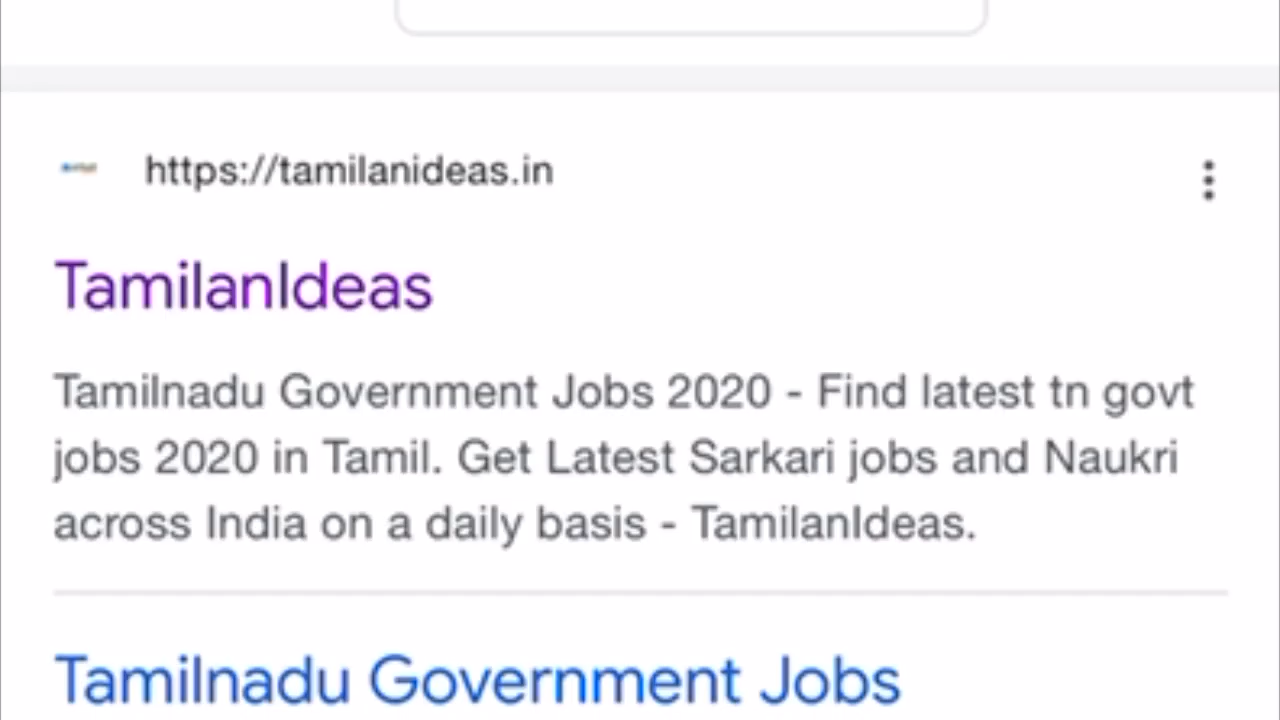 https://tamilanideas.in
TamilanIdeas
Tamilnadu Government Jobs 2020 - Find latest tn govt
jobs 2020 in Tamil. Get Latest Sarkari jobs and Naukri
across India on a daily basis - TamilanIdeas.
Tamilnadu Government Jobs